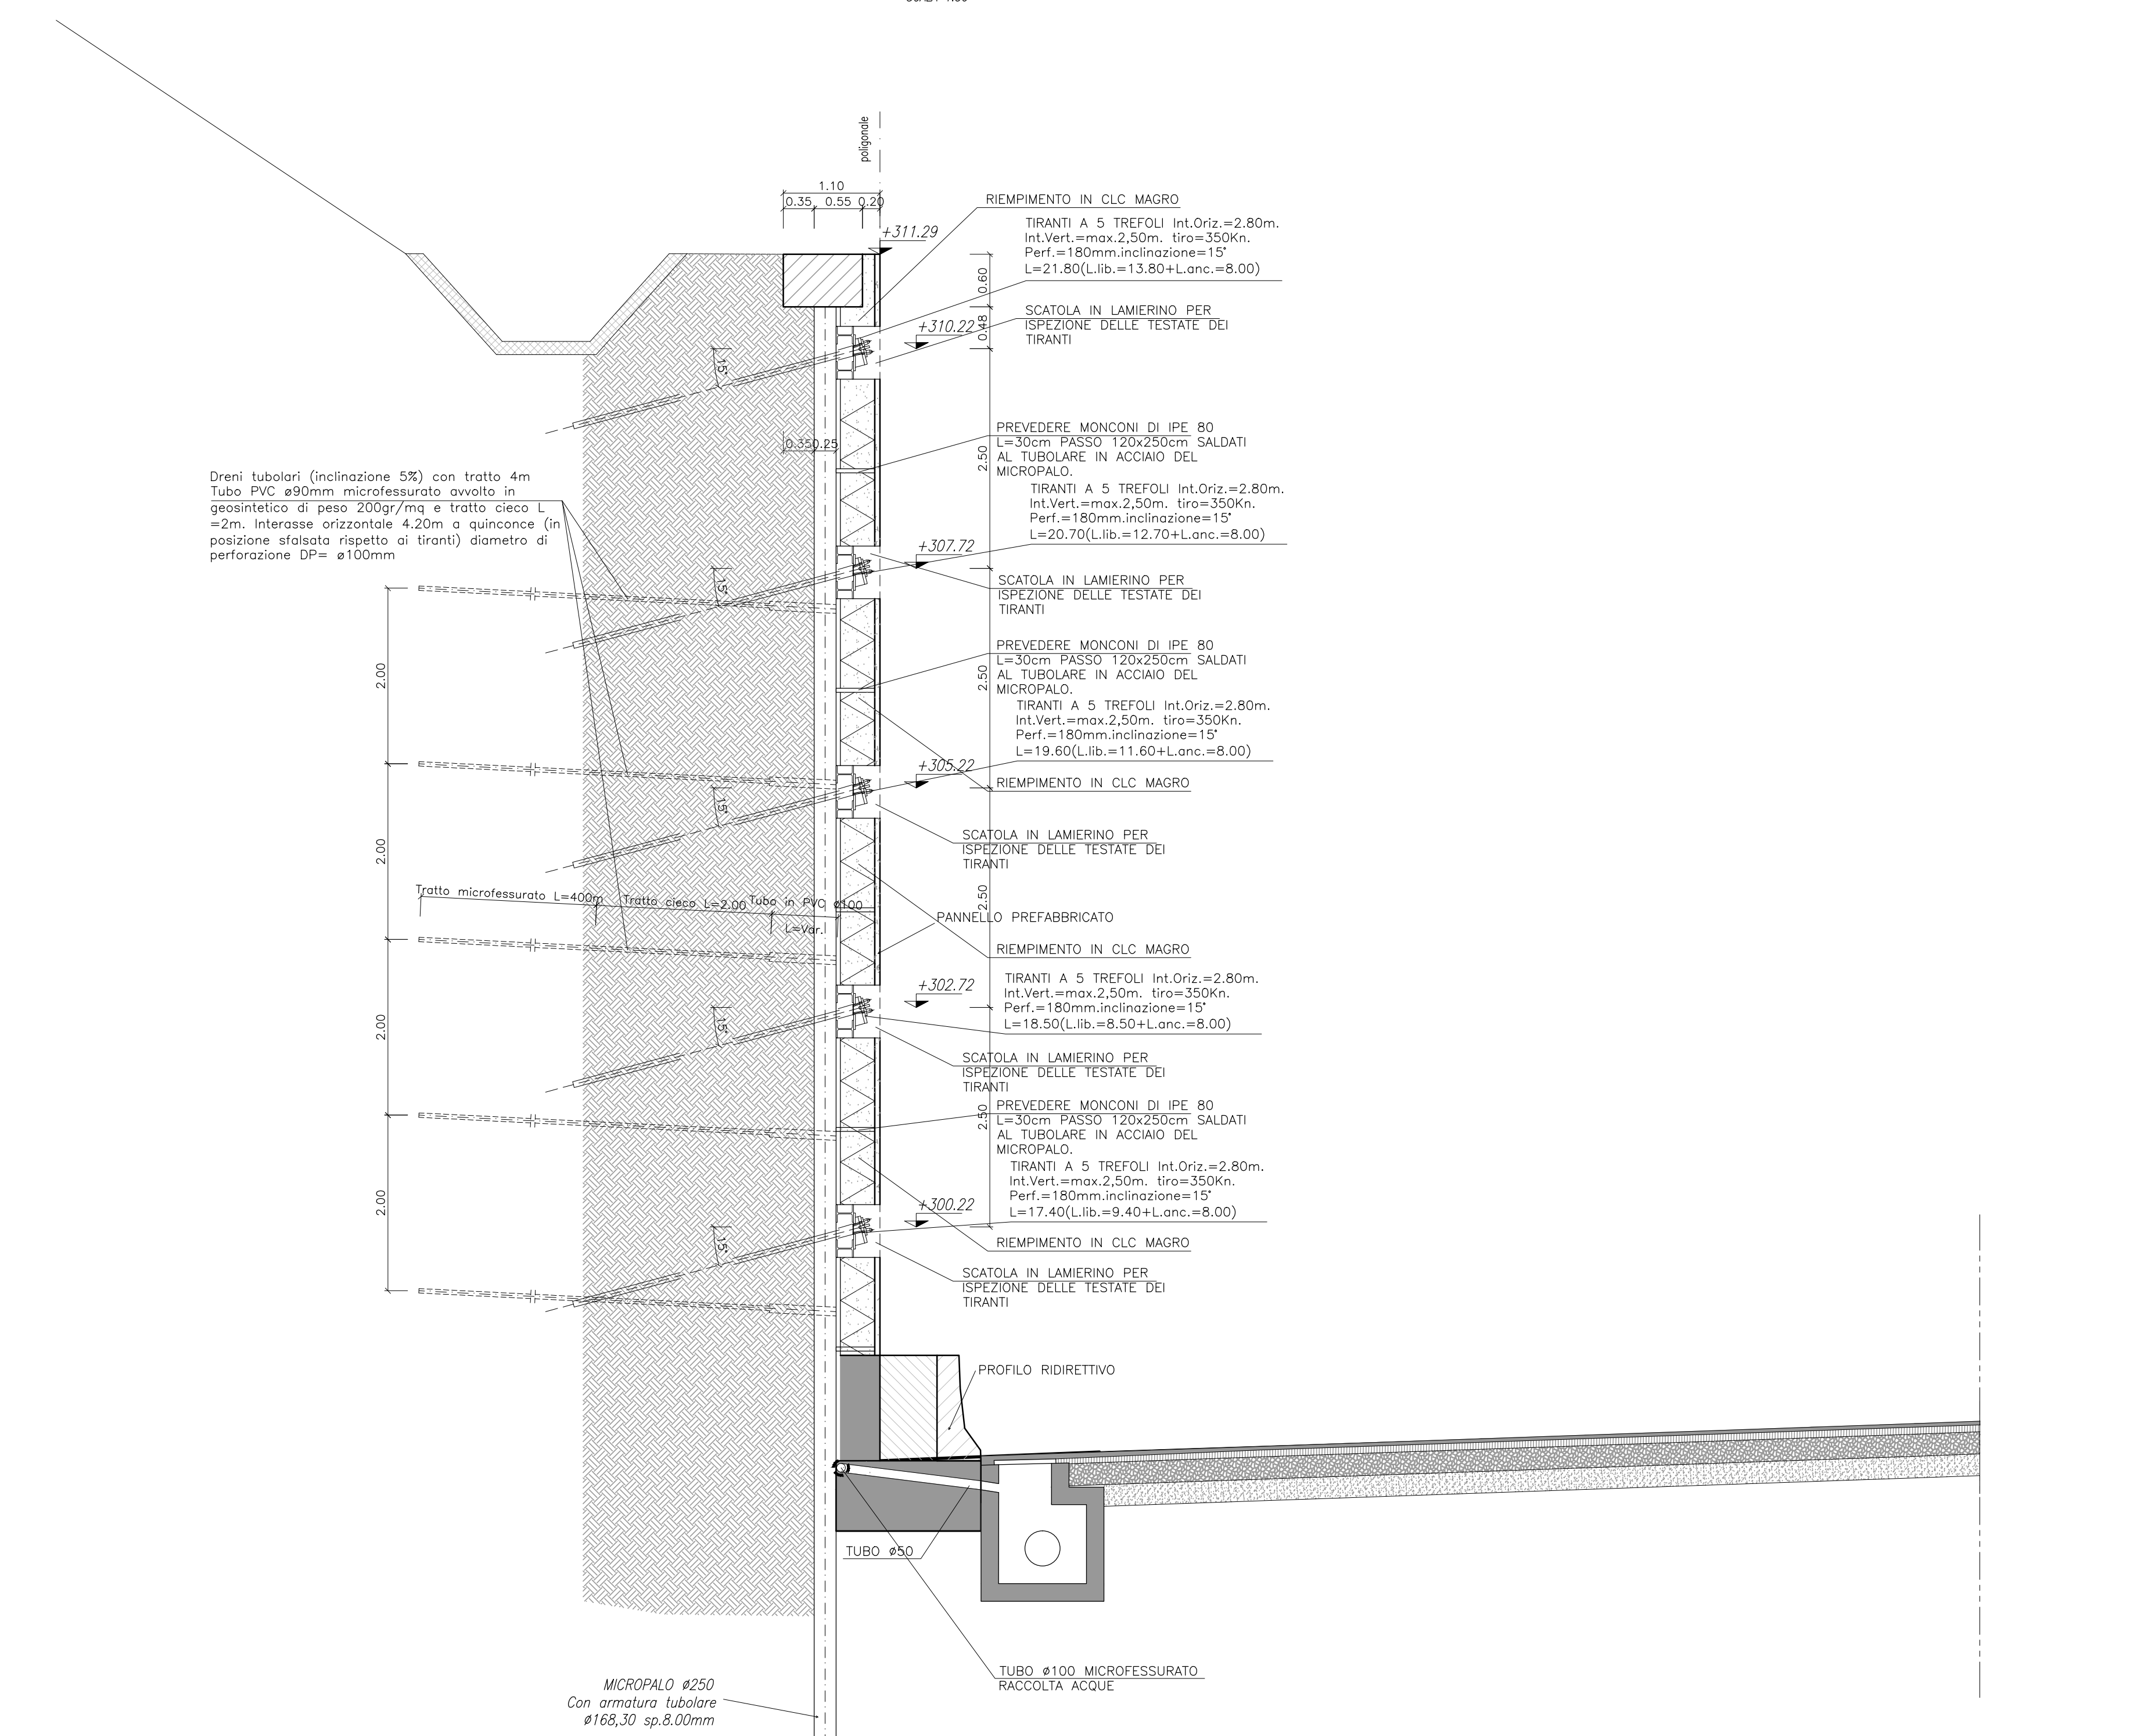 poligonale
1.10
0.35 0.55 0.20
+311.29
RIEMPIMENTO IN CLC MAGRO
TIRANTI A 5 TREFOLI Int.Oriz.=2.80m.
Int.Vert.=max.2,50m. tiro=350Kn.
Perf.=180mm.inclinazione=15°
L=21.80(L.lib.=13.80+L.anc.=8.00)
0.60
SCATOLA IN LAMIERINO PER
ISPEZIONE DELLE TESTATE DEI
TIRANTI
+310.22
0.48
15°
PREVEDERE MONCONI DI IPE 80
L=30cm PASSO 120x250cm SALDATI
AL TUBOLARE IN ACCIAIO DEL
MICROPALO.
0.35 0.25
2.50
Dreni tubolari (inclinazione 5%) con tratto 4m
Tubo PVC ø90mm microfessurato avvolto in
geosintetico di peso 200gr/mq e tratto cieco L
=2m. Interasse orizzontale 4.20m a quinconce (in
posizione sfalsata rispetto ai tiranti) diametro di
perforazione DP= ø100mm
TIRANTI A 5 TREFOLI Int.Oriz.=2.80m.
Int.Vert.=max.2,50m. tiro=350Kn.
Perf.=180mm.inclinazione=15°
L=20.70(L.lib.=12.70+L.anc.=8.00)
+307.72
15°
SCATOLA IN LAMIERINO PER
ISPEZIONE DELLE TESTATE DEI
TIRANTI
PREVEDERE MONCONI DI IPE 80
L=30cm PASSO 120x250cm SALDATI
AL TUBOLARE IN ACCIAIO DEL
MICROPALO.
2.00
2.50
TIRANTI A 5 TREFOLI Int.Oriz.=2.80m.
Int.Vert.=max.2,50m. tiro=350Kn.
Perf.=180mm.inclinazione=15°
L=19.60(L.lib.=11.60+L.anc.=8.00)
+305.22
RIEMPIMENTO IN CLC MAGRO
15°
SCATOLA IN LAMIERINO PER
ISPEZIONE DELLE TESTATE DEI
TIRANTI
2.00
2.50
Tratto microfessurato L=400m
Tratto cieco L=2.00
Tubo in PVC ø100
L=Var.
PANNELLO PREFABBRICATO
RIEMPIMENTO IN CLC MAGRO
TIRANTI A 5 TREFOLI Int.Oriz.=2.80m.
Int.Vert.=max.2,50m. tiro=350Kn.
Perf.=180mm.inclinazione=15°
L=18.50(L.lib.=8.50+L.anc.=8.00)
+302.72
15°
2.00
SCATOLA IN LAMIERINO PER
ISPEZIONE DELLE TESTATE DEI
TIRANTI
PREVEDERE MONCONI DI IPE 80
L=30cm PASSO 120x250cm SALDATI
AL TUBOLARE IN ACCIAIO DEL
MICROPALO.
2.50
TIRANTI A 5 TREFOLI Int.Oriz.=2.80m.
Int.Vert.=max.2,50m. tiro=350Kn.
Perf.=180mm.inclinazione=15°
L=17.40(L.lib.=9.40+L.anc.=8.00)
2.00
+300.22
15°
RIEMPIMENTO IN CLC MAGRO
SCATOLA IN LAMIERINO PER
ISPEZIONE DELLE TESTATE DEI
TIRANTI
PROFILO RIDIRETTIVO
TUBO ø50
TUBO ø100 MICROFESSURATO
RACCOLTA ACQUE
MICROPALO ø250
Con armatura tubolare
ø168,30 sp.8.00mm